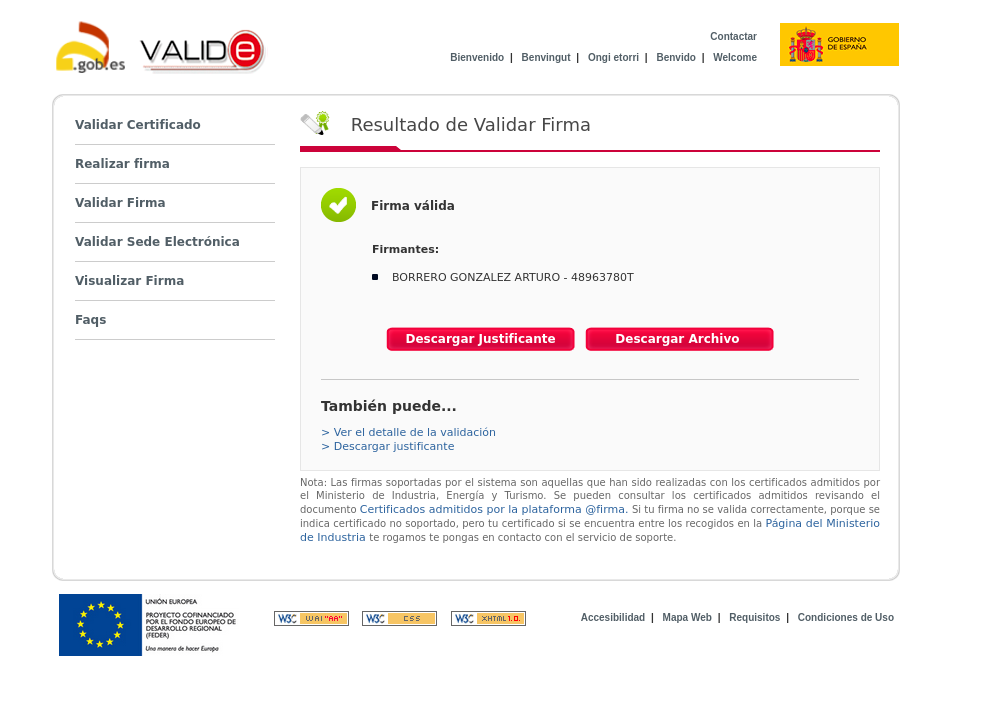 .gob.es
VALIDe
Contactar
Bienvenido | Benvingut | Ongi etorri | Benvido | Welcome
GOBIERNO
DE ESPAÑA
Validar Certificado
Realizar firma
Validar Firma
Validar Sede Electrónica
Visualizar Firma
Faqs
Resultado de Validar Firma
Firma válida
Firmantes:
BORRERO GONZALEZ ARTURO - 48963780T
Descargar Justificante
Descargar Archivo
También puede...
> Ver el detalle de la validación
> Descargar justificante
Nota: Las firmas soportadas por el sistema son aquellas que han sido realizadas con los certificados admitidos por
el Ministerio de Industria, Energía y Turismo. Se pueden consultar los certificados admitidos revisando el
documento Certificados admitidos por la plataforma @firma. Si tu firma no se valida correctamente, porque se
indica certificado no soportado, pero tu certificado si se encuentra entre los recogidos en la Página del Ministerio
de Industria te rogamos te pongas en contacto con el servicio de soporte.
UNIÓN EUROPEA
PROYECTO COFINANCIADO
POR EL FONDO EUROPEO DE
DESARROLLO REGIONAL
(FEDER)
Una manera de hacer Europa
W3C WAI "AA"
W3C CSS
W3C XHTML 1.0.
Accesibilidad | Mapa Web | Requisitos | Condiciones de Uso